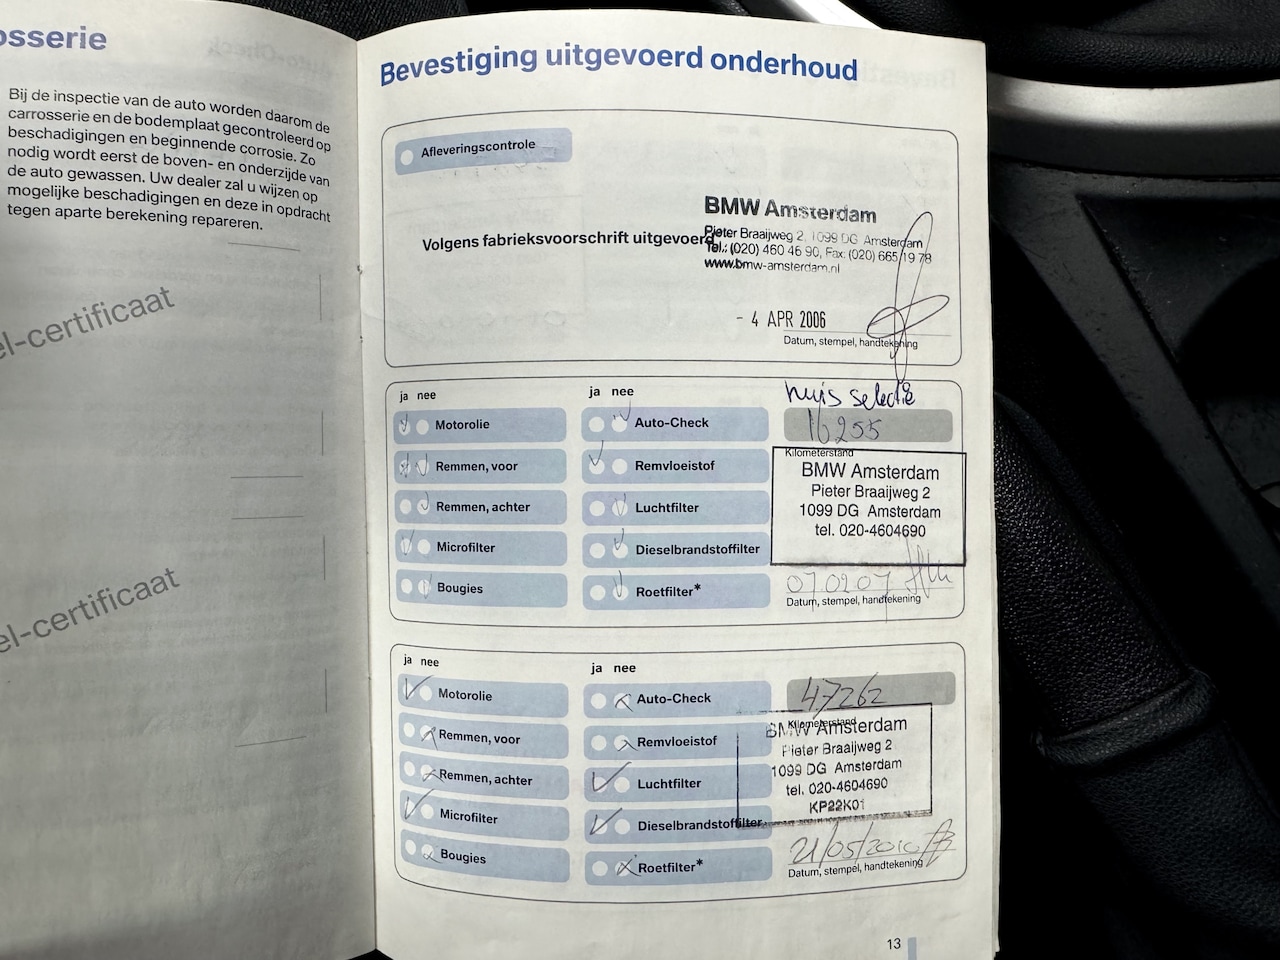 osserie
Bij de inspectie van de auto worden daarom de
carrosserie en de bodemplaat gecontroleerd op
beschadigingen en beginnende corrosie. Zo
nodig wordt eerst de boven- en onderzijde van
de auto gewassen. Uw dealer zal u wijzen op
mogelijke beschadigingen en deze in opdracht
tegen aparte berekening repareren.
el-certificaat
el-certificaat
Bevestiging uitgevoerd onderhoud
Afleveringscontrole
Volgens fabrieksvoorschrift uitgevoerd
BMW Amsterdam
Pieter Braaijweg 2, 1099 DG Amsterdam
Tel.: (020) 460 46 90, Fax: (020) 665 19 78
www.bmw-amsterdam.nl
- 4 APR 2006
Datum, stempel, handtekening
ja nee
Motorolie
Remmen, voor
Remmen, achter
Microfilter
Bougies
ja nee
Auto-Check
Remvloeistof
Luchtfilter
Dieselbrandstoffilter
Roetfilter*
huis selectie
16255
Kilometerstand
BMW Amsterdam
Pieter Braaijweg 2
1099 DG Amsterdam
tel. 020-4604690
07.02.07
Datum, stempel, handtekening
ja nee
Motorolie
Remmen, voor
Remmen, achter
Microfilter
Bougies
ja nee
Auto-Check
Remvloeistof
Luchtfilter
Dieselbrandstoffilter
Roetfilter*
47262
Kilometerstand
BMW Amsterdam
Pieter Braaijweg 2
1099 DG Amsterdam
tel. 020-4604690
KP22K01
21/05/2010
Datum, stempel, handtekening
13